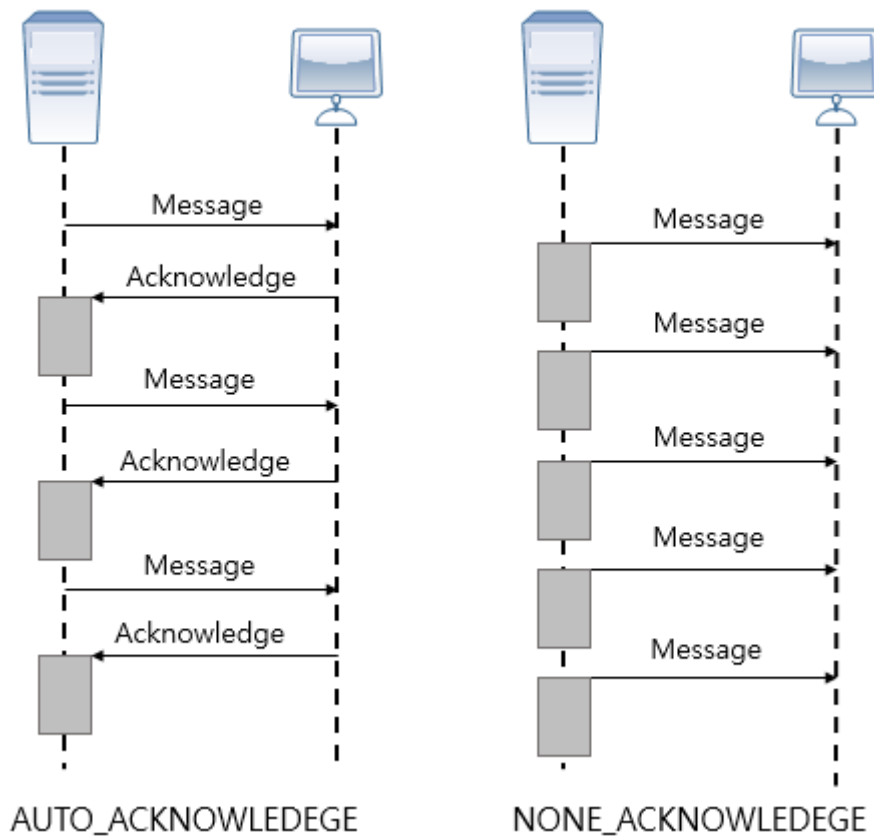 Message
Acknowledge
Message
Acknowledge
Message
Acknowledge
AUTO_ACKNOWLEDEGE
Message
Message
Message
Message
Message
NONE_ACKNOWLEDEGE